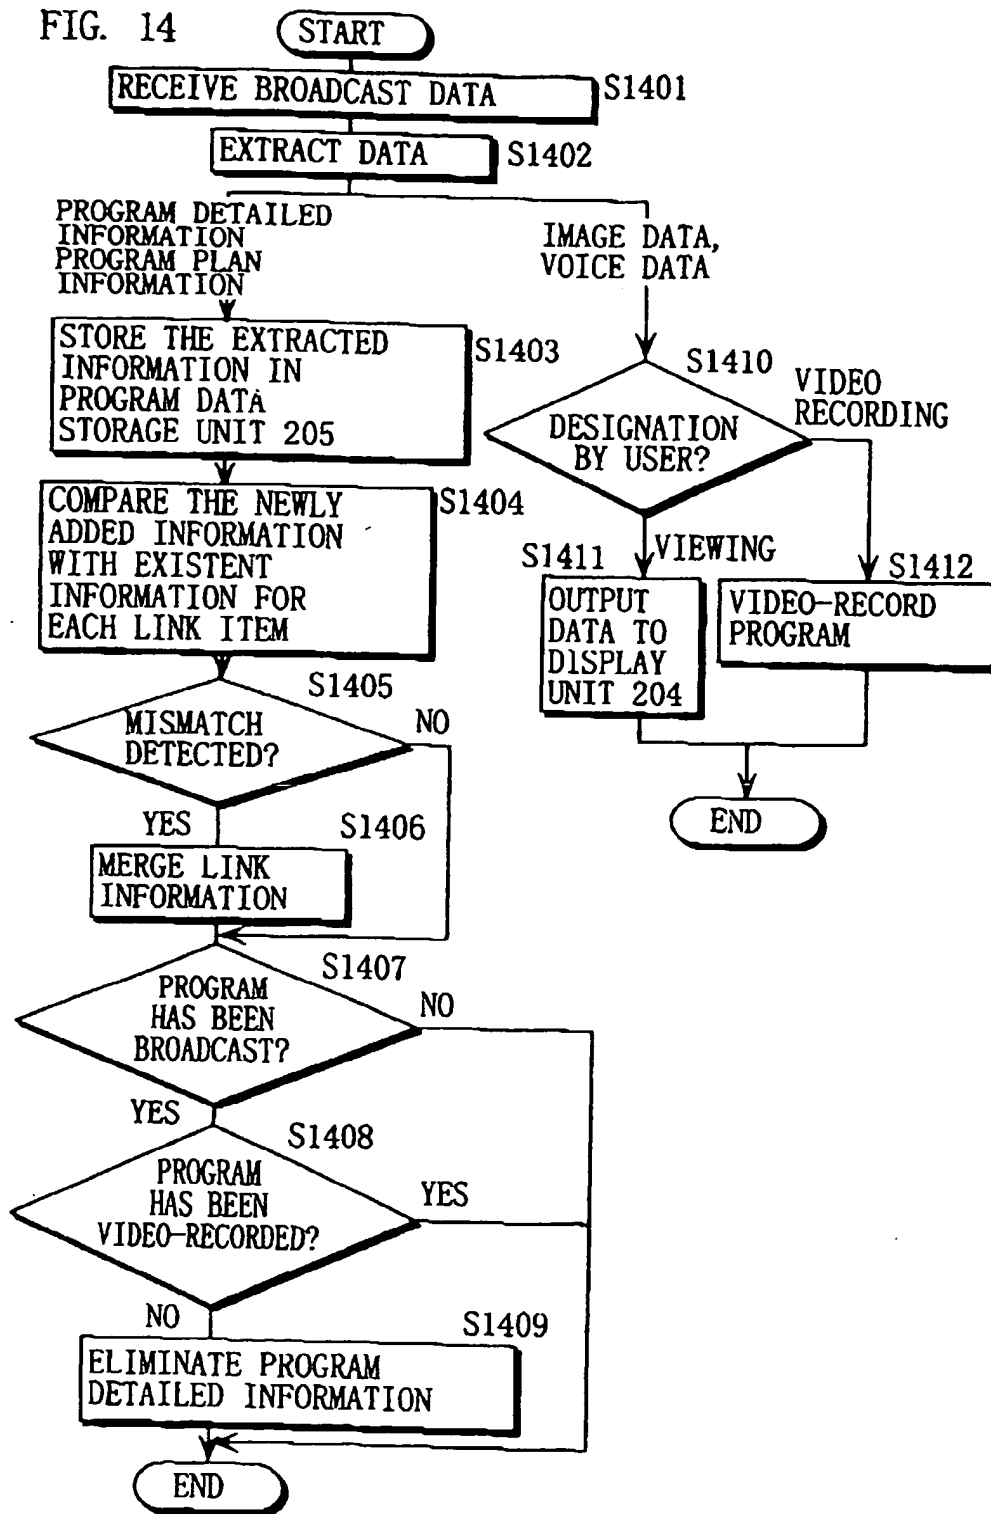 FIG. 14
START
RECEIVE BROADCAST DATA
S1401
EXTRACT DATA
S1402
PROGRAM DETAILED
INFORMATION
PROGRAM PLAN
INFORMATION
IMAGE DATA,
VOICE DATA
STORE THE EXTRACTED
INFORMATION IN
PROGRAM DATA
STORAGE UNIT 205
S1403
S1410
DESIGNATION
BY USER?
VIDEO
RECORDING
COMPARE THE NEWLY
ADDED INFORMATION
WITH EXISTENT
INFORMATION FOR
EACH LINK ITEM
S1404
S1411
VIEWING
OUTPUT
DATA TO
DISPLAY
UNIT 204
S1412
VIDEO-RECORD
PROGRAM
END
S1405
MISMATCH
DETECTED?
NO
YES
S1406
MERGE LINK
INFORMATION
S1407
PROGRAM
HAS BEEN
BROADCAST?
NO
YES
S1408
PROGRAM
HAS BEEN
VIDEO-RECORDED?
YES
NO
S1409
ELIMINATE PROGRAM
DETAILED INFORMATION
END